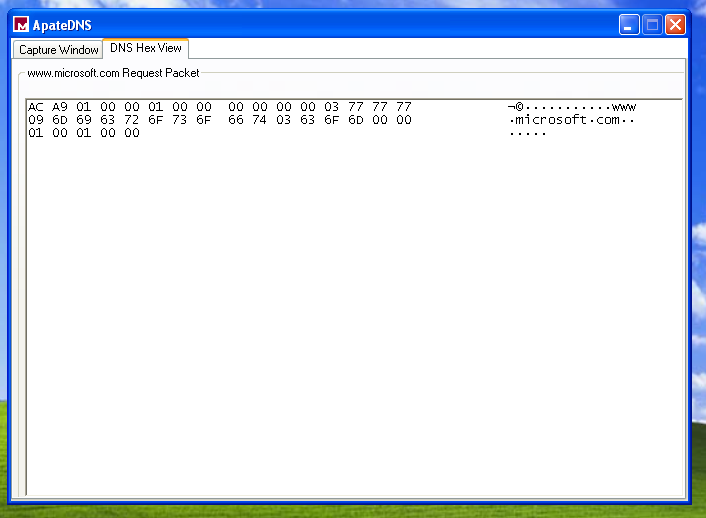 ApateDNS
Capture Window DNS Hex View
www.microsoft.com Request Packet
AC A9 01 00 00 01 00 00 00 00 00 00 03 77 77 77 ¬©···········www
09 6D 69 63 72 6F 73 6F 66 74 03 63 6F 6D 00 00 ·microsoft·com··
01 00 01 00 00 ·····